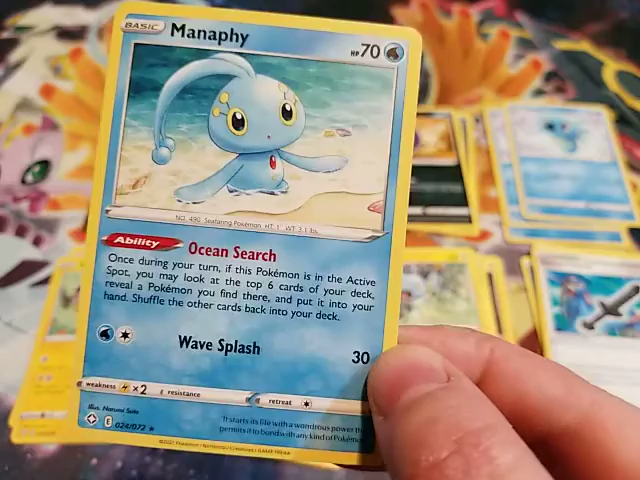 BASIC Manaphy HP 70
NO. 490 Seafaring Pokémon HT: 1' WT: 3.1 lbs.
Ability Ocean Search
Once during your turn, if this Pokémon is in the Active
Spot, you may look at the top 6 cards of your deck,
reveal a Pokémon you find there, and put it into your
hand. Shuffle the other cards back into your deck.
Wave Splash 30
weakness ×2 resistance retreat
Illus. Narumi Sato
E 024/072 ★
It starts its life with a wondrous power that
permits it to bond with any kind of Pokémon.
©2021 Pokémon / Nintendo / Creatures / GAME FREAK